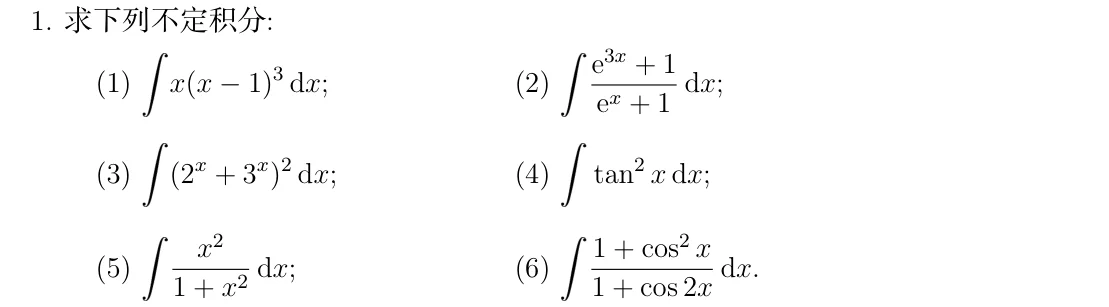 1. 求下列不定积分:
(1) ∫ x(x − 1)³ dx; (2) ∫ (e³ˣ + 1)/(eˣ + 1) dx;
(3) ∫ (2ˣ + 3ˣ)² dx; (4) ∫ tan² x dx;
(5) ∫ x²/(1 + x²) dx; (6) ∫ (1 + cos² x)/(1 + cos 2x) dx.